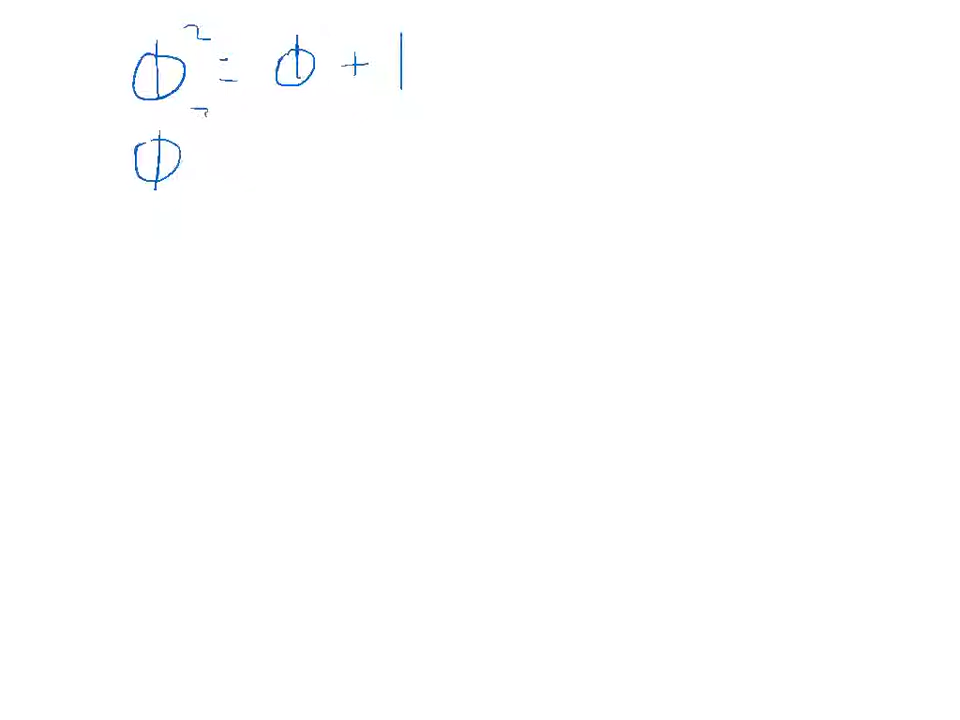 ϕ² = ϕ + 1
ϕ